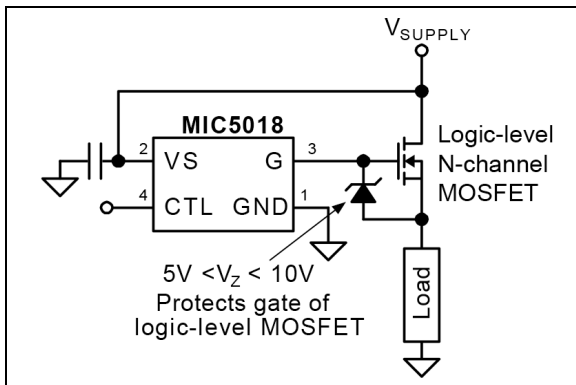 VSUPPLY
MIC5018
2 VS G 3
4 CTL GND 1
Logic-level
N-channel
MOSFET
5V <VZ < 10V
Protects gate of
logic-level MOSFET
Load